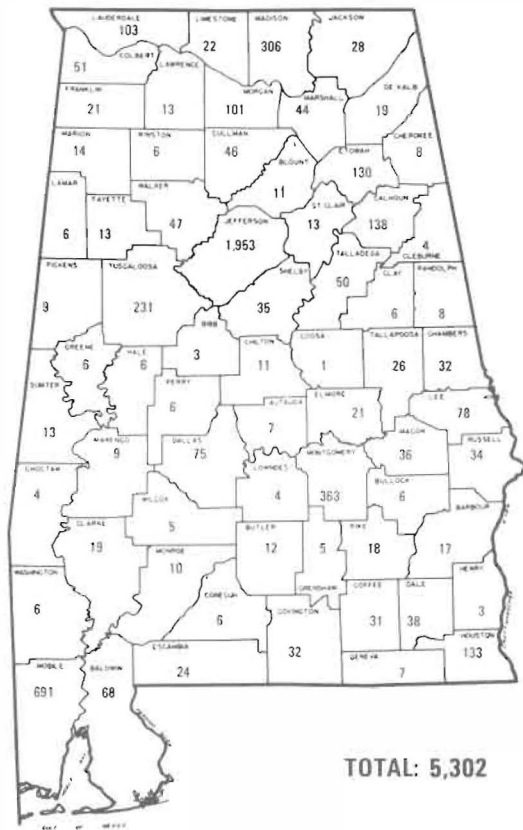 LAUDERDALE
103
LIMESTONE
22
MADISON
306
JACKSON
28
COLBERT
51
LAWRENCE
13
FRANKLIN
21
MORGAN
101
MARSHALL
44
DE KALB
19
MARION
14
WINSTON
6
CULLMAN
46
BLOUNT
11
ETOWAH
130
CHEROKEE
8
LAMAR
6
FAYETTE
13
WALKER
47
JEFFERSON
1,953
ST CLAIR
13
CALHOUN
138
CLEBURNE
4
PICKENS
9
TUSCALOOSA
231
SHELBY
35
TALLADEGA
50
CLAY
6
RANDOLPH
8
GREENE
6
HALE
6
BIBB
3
CHILTON
11
COOSA
1
TALLAPOOSA
26
CHAMBERS
32
SUMTER
13
PERRY
6
AUTAUGA
7
ELMORE
21
LEE
78
MARENGO
9
DALLAS
75
LOWNDES
4
MONTGOMERY
363
MACON
36
RUSSELL
34
BULLOCK
6
CHOCTAW
4
CLARKE
19
WILCOX
5
BUTLER
12
CRENSHAW
5
PIKE
18
BARBOUR
17
WASHINGTON
6
MONROE
10
CONECUH
6
COVINGTON
32
COFFEE
31
DALE
38
HENRY
3
HOUSTON
133
ESCAMBIA
24
GENEVA
7
MOBILE
691
BALDWIN
68
TOTAL: 5,302
OF MEXICO